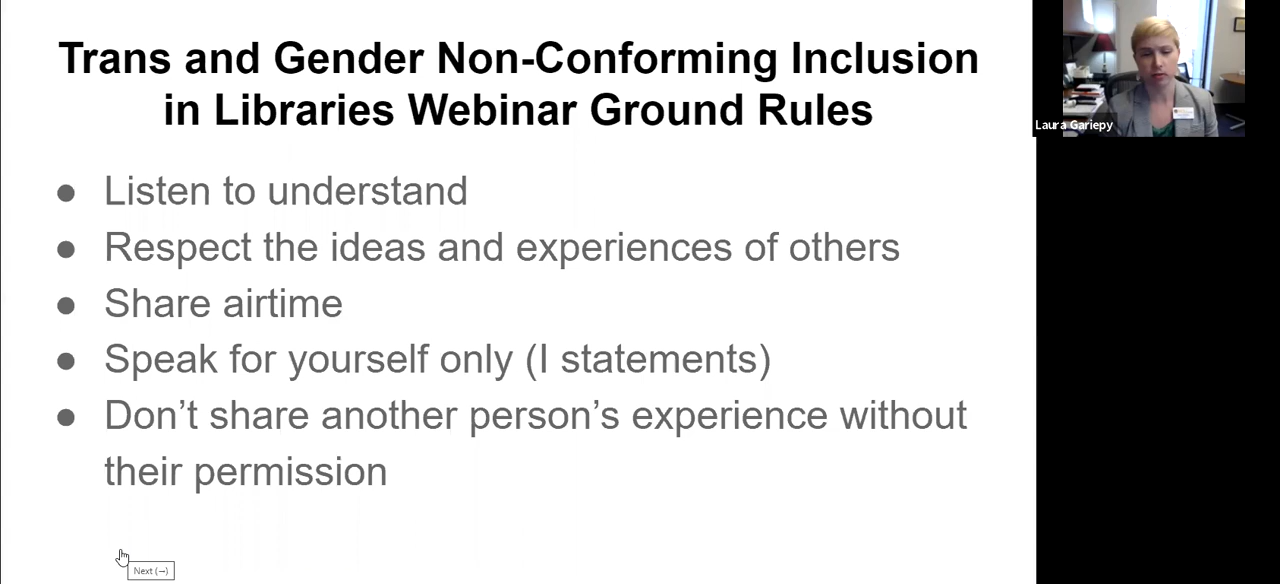 Trans and Gender Non-Conforming Inclusion
in Libraries Webinar Ground Rules
● Listen to understand
● Respect the ideas and experiences of others
● Share airtime
● Speak for yourself only (I statements)
● Don’t share another person’s experience without
their permission
Next (→)
Laura Gariepy